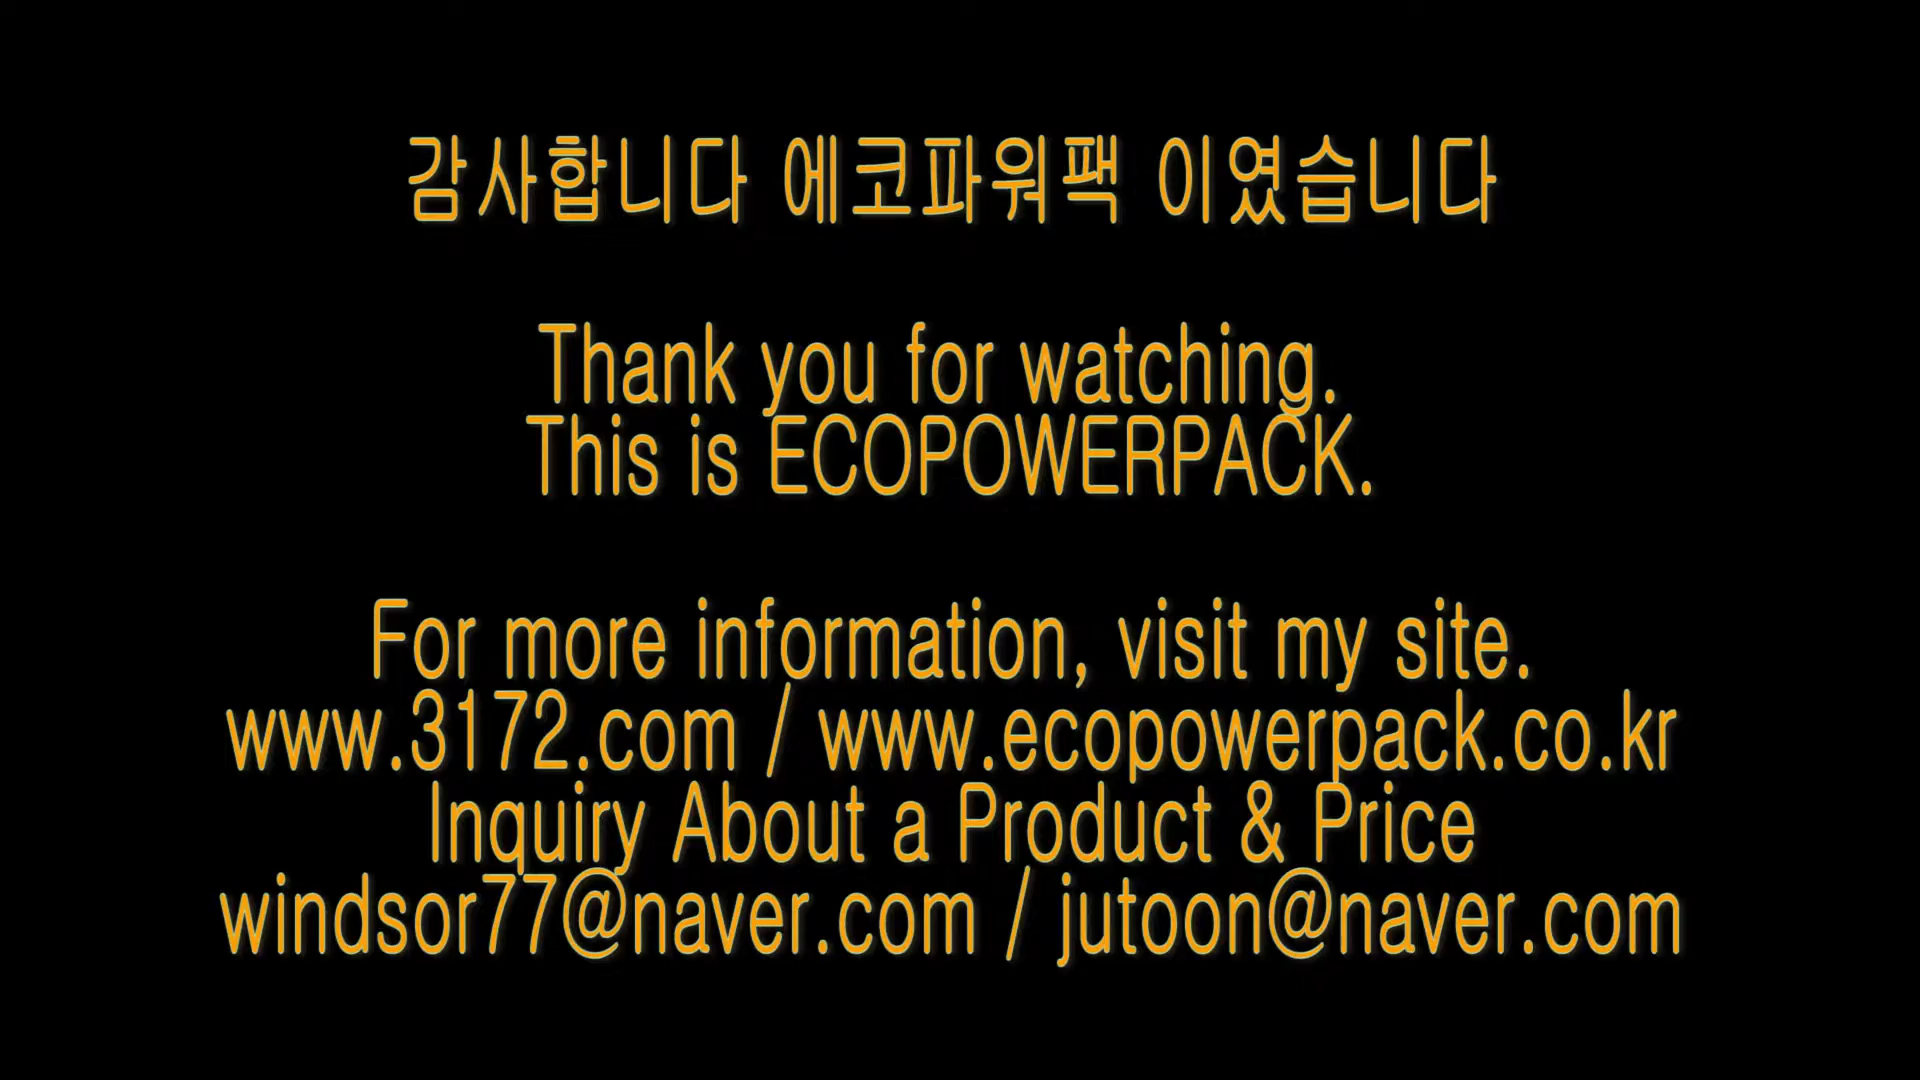 감사합니다 에코파워팩 이였습니다
Thank you for watching.
This is ECOPOWERPACK.
For more information, visit my site.
www.3172.com / www.ecopowerpack.co.kr
Inquiry About a Product & Price
windsor77@naver.com / jutoon@naver.com